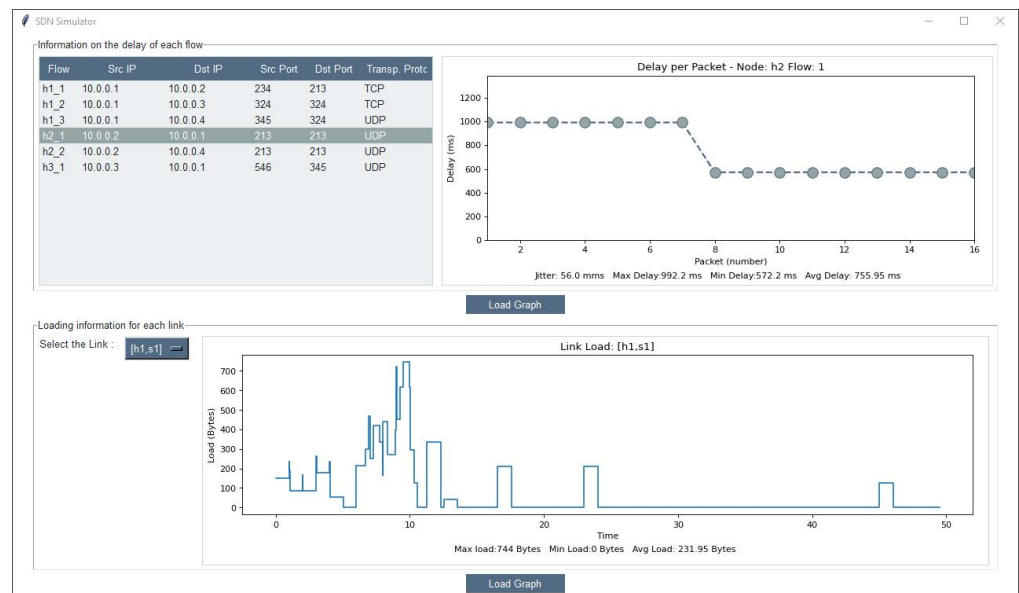 SDN Simulator
Information on the delay of each flow
Flow Src IP Dst IP Src Port Dst Port Transp. Protc
h1_1 10.0.0.1 10.0.0.2 234 213 TCP
h1_2 10.0.0.1 10.0.0.3 324 324 TCP
h1_3 10.0.0.1 10.0.0.4 345 324 UDP
h2_1 10.0.0.2 10.0.0.1 213 213 UDP
h2_2 10.0.0.2 10.0.0.4 213 213 UDP
h3_1 10.0.0.3 10.0.0.1 546 345 UDP
Delay per Packet - Node: h2 Flow: 1
Delay (ms)
1200
1000
800
600
400
200
0
2 4 6 8 10 12 14 16
Packet (number)
Jitter: 56.0 mms Max Delay:992.2 ms Min Delay:572.2 ms Avg Delay: 755.95 ms
Load Graph
Loading information for each link
Select the Link :
[h1,s1]
Link Load: [h1,s1]
Load (Bytes)
700
600
500
400
300
200
100
0
0 10 20 30 40 50
Time
Max load:744 Bytes Min Load:0 Bytes Avg Load: 231.95 Bytes
Load Graph